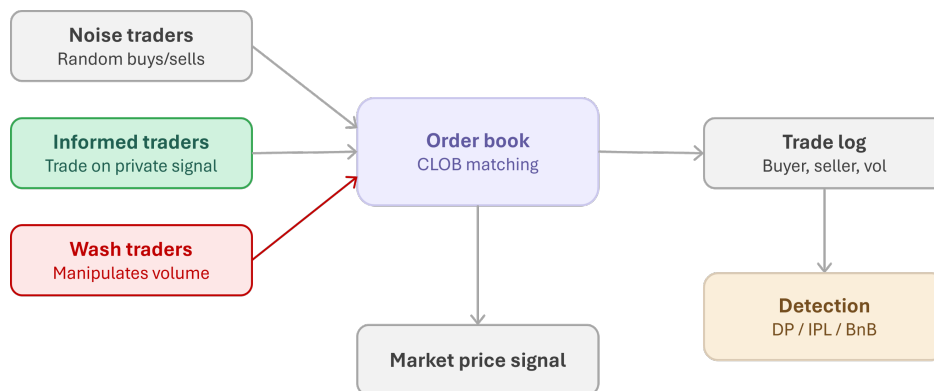 Noise traders
Random buys/sells
Informed traders
Trade on private signal
Wash traders
Manipulates volume
Order book
CLOB matching
Market price signal
Trade log
Buyer, seller, vol
Detection
DP / IPL / BnB